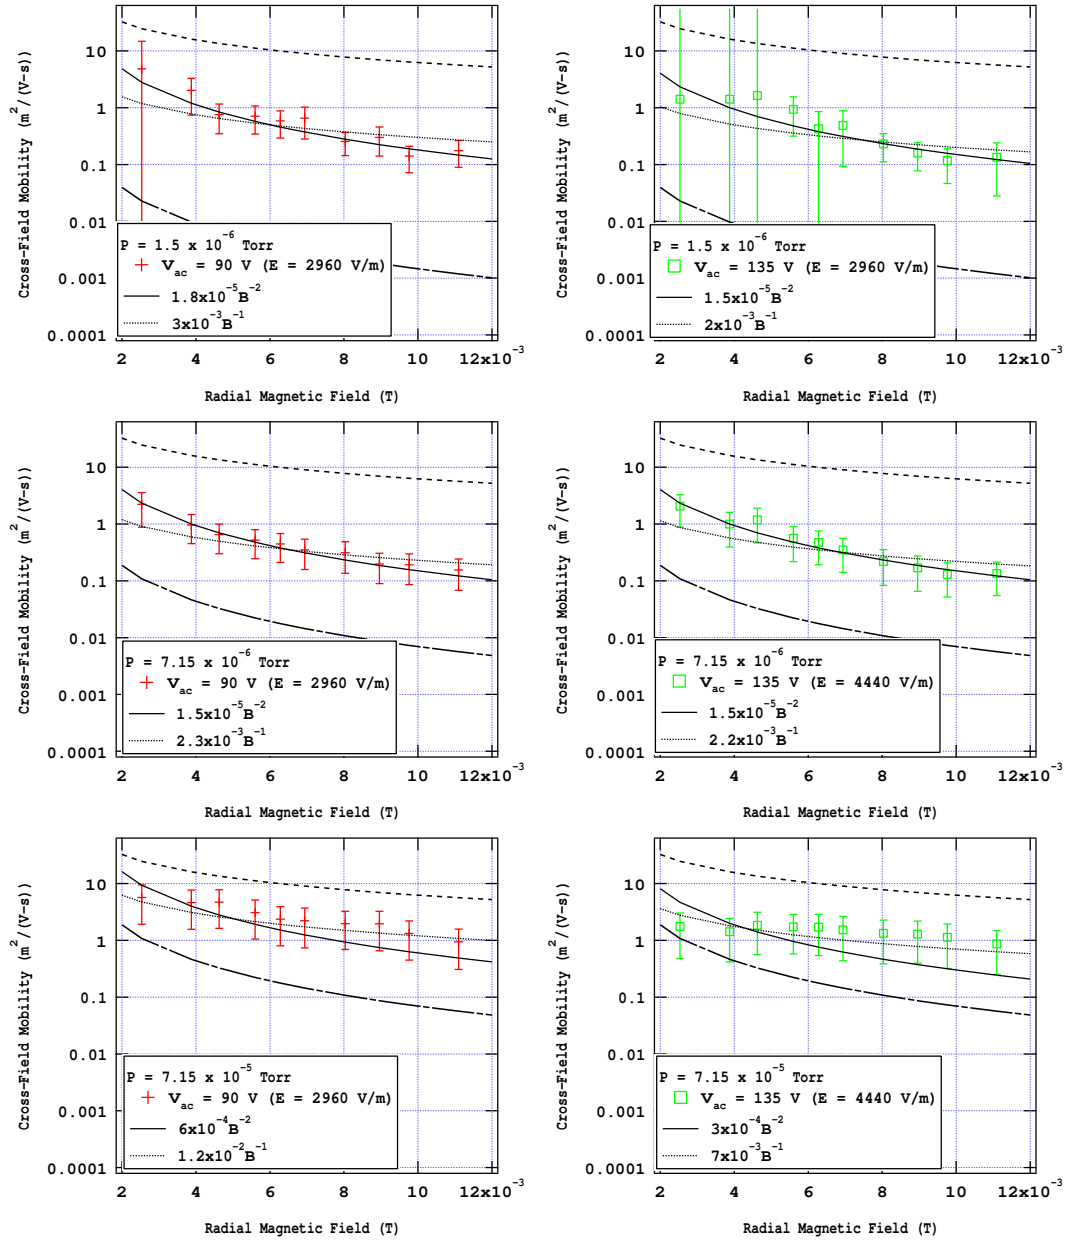 Cross-Field Mobility (m²/(V-s))
10
1
0.1
0.01
0.001
0.0001
P = 1.5 x 10⁻⁶ Torr
V_ac = 90 V (E = 2960 V/m)
1.8x10⁻⁵B⁻²
3x10⁻³B⁻¹
2 4 6 8 10 12x10⁻³
Radial Magnetic Field (T)
Cross-Field Mobility (m²/(V-s))
10
1
0.1
0.01
0.001
0.0001
P = 1.5 x 10⁻⁶ Torr
V_ac = 135 V (E = 2960 V/m)
1.5x10⁻⁵B⁻²
2x10⁻³B⁻¹
2 4 6 8 10 12x10⁻³
Radial Magnetic Field (T)
Cross-Field Mobility (m²/(V-s))
10
1
0.1
0.01
0.001
0.0001
P = 7.15 x 10⁻⁶ Torr
V_ac = 90 V (E = 2960 V/m)
1.5x10⁻⁵B⁻²
2.3x10⁻³B⁻¹
2 4 6 8 10 12x10⁻³
Radial Magnetic Field (T)
Cross-Field Mobility (m²/(V-s))
10
1
0.1
0.01
0.001
0.0001
P = 7.15 x 10⁻⁶ Torr
V_ac = 135 V (E = 4440 V/m)
1.5x10⁻⁵B⁻²
2.2x10⁻³B⁻¹
2 4 6 8 10 12x10⁻³
Radial Magnetic Field (T)
Cross-Field Mobility (m²/(V-s))
10
1
0.1
0.01
0.001
0.0001
P = 7.15 x 10⁻⁵ Torr
V_ac = 90 V (E = 2960 V/m)
6x10⁻⁴B⁻²
1.2x10⁻²B⁻¹
2 4 6 8 10 12x10⁻³
Radial Magnetic Field (T)
Cross-Field Mobility (m²/(V-s))
10
1
0.1
0.01
0.001
0.0001
P = 7.15 x 10⁻⁵ Torr
V_ac = 135 V (E = 4440 V/m)
3x10⁻⁴B⁻²
7x10⁻³B⁻¹
2 4 6 8 10 12x10⁻³
Radial Magnetic Field (T)